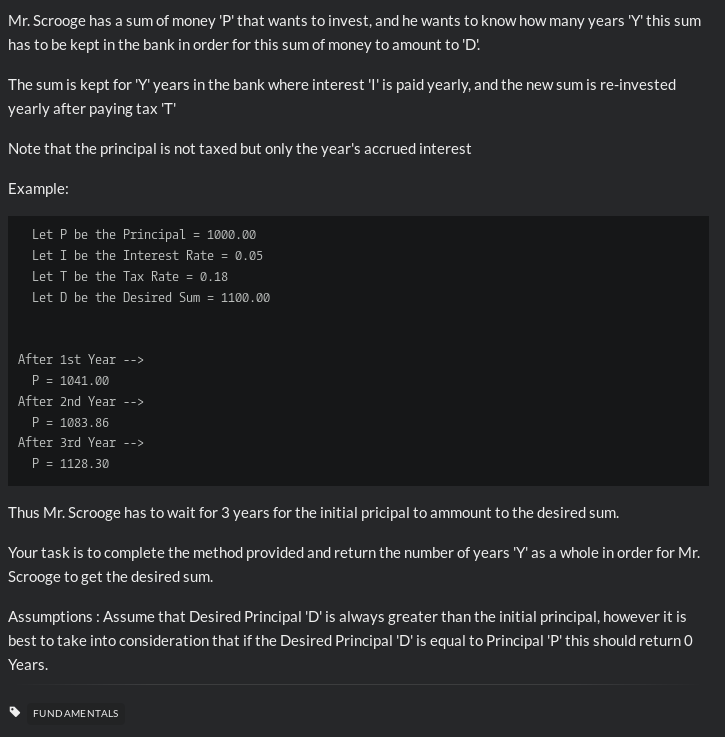 Mr. Scrooge has a sum of money 'P' that wants to invest, and he wants to know how many years 'Y' this sum
has to be kept in the bank in order for this sum of money to amount to 'D'.
The sum is kept for 'Y' years in the bank where interest 'I' is paid yearly, and the new sum is re-invested
yearly after paying tax 'T'
Note that the principal is not taxed but only the year's accrued interest
Example:
Let P be the Principal = 1000.00
Let I be the Interest Rate = 0.05
Let T be the Tax Rate = 0.18
Let D be the Desired Sum = 1100.00
After 1st Year -->
P = 1041.00
After 2nd Year -->
P = 1083.86
After 3rd Year -->
P = 1128.30
Thus Mr. Scrooge has to wait for 3 years for the initial pricipal to ammount to the desired sum.
Your task is to complete the method provided and return the number of years 'Y' as a whole in order for Mr.
Scrooge to get the desired sum.
Assumptions : Assume that Desired Principal 'D' is always greater than the initial principal, however it is
best to take into consideration that if the Desired Principal 'D' is equal to Principal 'P' this should return 0
Years.
FUNDAMENTALS